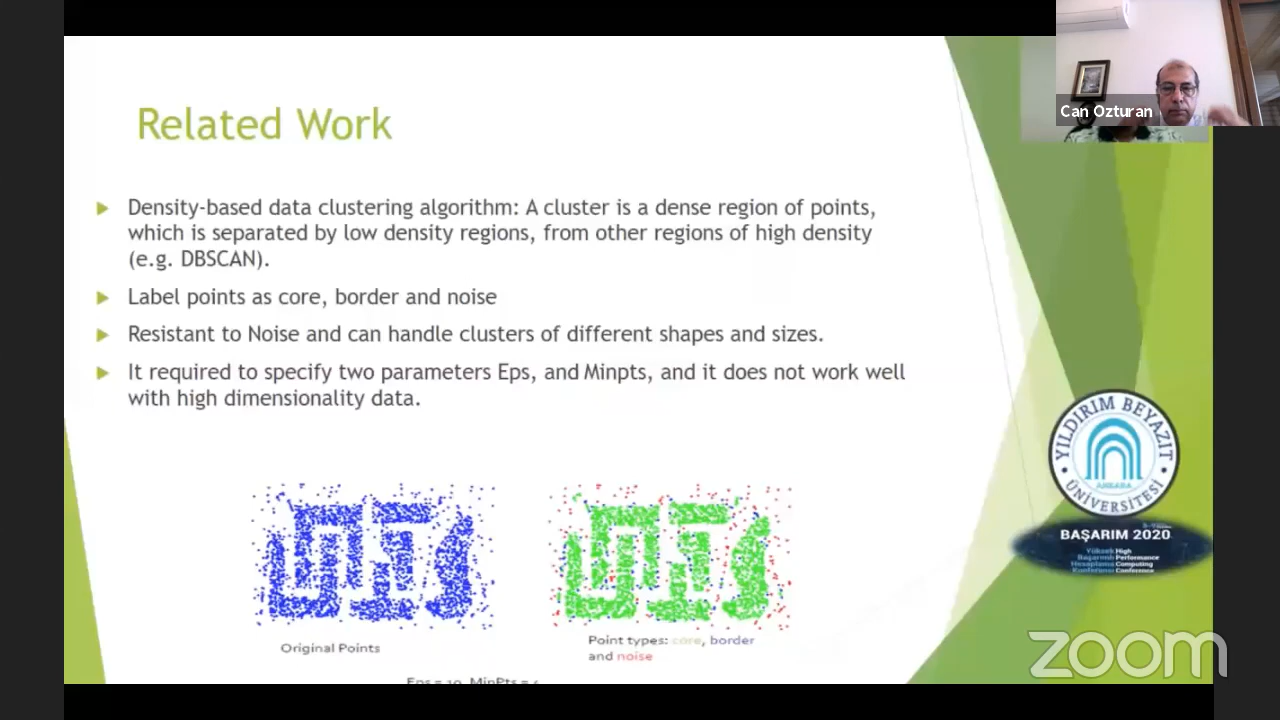 Can Ozturan
Related Work
Density-based data clustering algorithm: A cluster is a dense region of points,
which is separated by low density regions, from other regions of high density
(e.g. DBSCAN).
Label points as core, border and noise
Resistant to Noise and can handle clusters of different shapes and sizes.
It required to specify two parameters Eps, and Minpts, and it does not work well
with high dimensionality data.
Original Points
Point types: core, border
and noise
Eps = 10, MinPts = 4
YILDIRIM BEYAZIT
ANKARA
ÜNİVERSİTESİ
BAŞARIM 2020
Yüksek High
Başarımlı Performance
Hesaplama Computing
Konferansı Conference
zoom